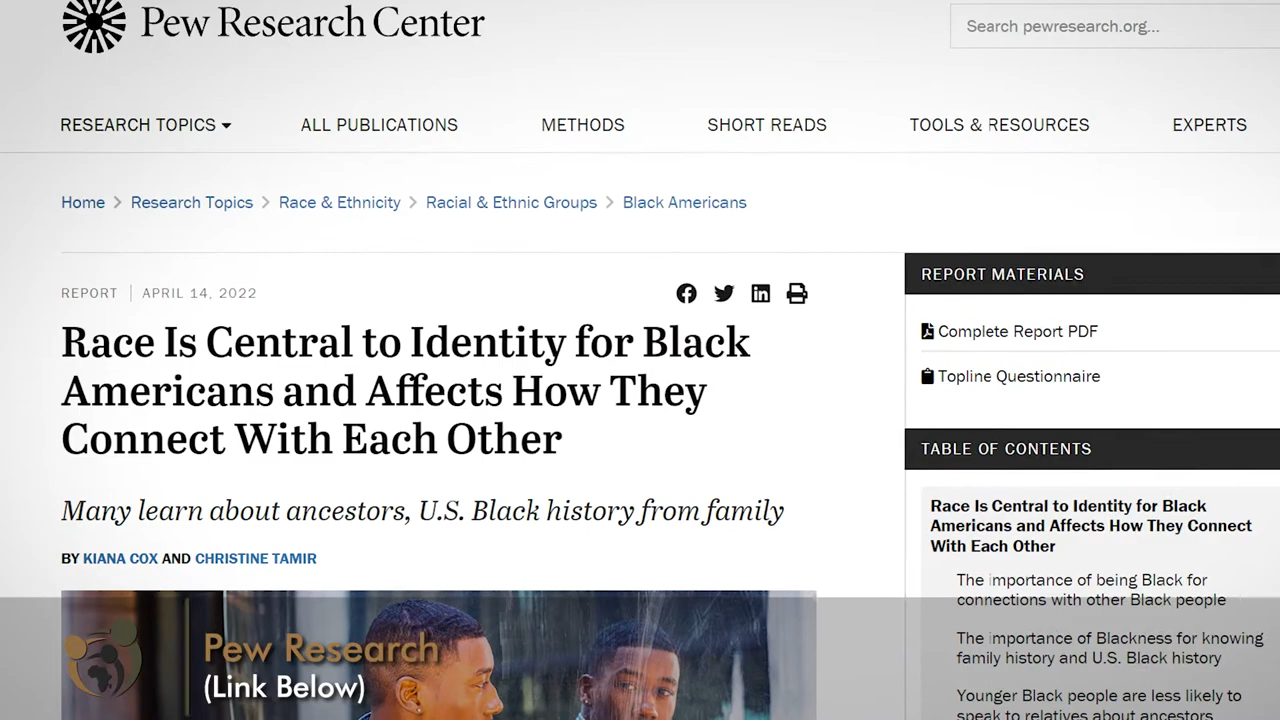 Pew Research Center
Search pewresearch.org...
RESEARCH TOPICS
ALL PUBLICATIONS
METHODS
SHORT READS
TOOLS & RESOURCES
EXPERTS
Home > Research Topics > Race & Ethnicity > Racial & Ethnic Groups > Black Americans
REPORT | APRIL 14, 2022
Race Is Central to Identity for Black
Americans and Affects How They
Connect With Each Other
Many learn about ancestors, U.S. Black history from family
BY KIANA COX AND CHRISTINE TAMIR
REPORT MATERIALS
Complete Report PDF
Topline Questionnaire
TABLE OF CONTENTS
Race Is Central to Identity for Black
Americans and Affects How They Connect
With Each Other
The importance of being Black for
connections with other Black people
The importance of Blackness for knowing
family history and U.S. Black history
Younger Black people are less likely to
speak to relatives about ancestors
Pew Research
(Link Below)